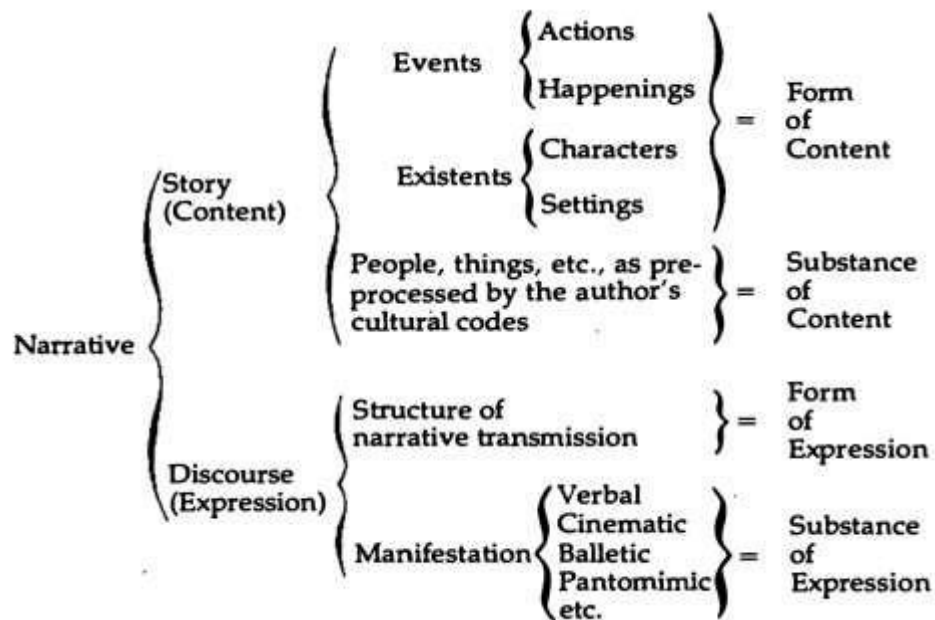 Narrative
Story
(Content)
Events
Actions
Happenings
Existents
Characters
Settings
= Form
of
Content
People, things, etc., as pre-
processed by the author's
cultural codes
= Substance
of
Content
Discourse
(Expression)
Structure of
narrative transmission
= Form
of
Expression
Manifestation
Verbal
Cinematic
Balletic
Pantomimic
etc.
= Substance
of
Expression